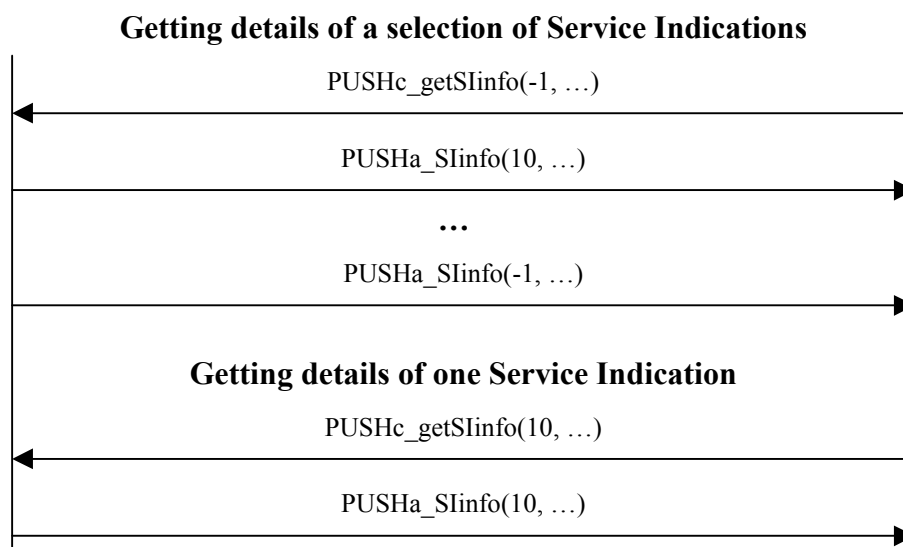 Getting details of a selection of Service Indications
PUSHc_getSIinfo(-1, …)
PUSHa_SIinfo(10, …)
…
PUSHa_SIinfo(-1, …)
Getting details of one Service Indication
PUSHc_getSIinfo(10, …)
PUSHa_SIinfo(10, …)